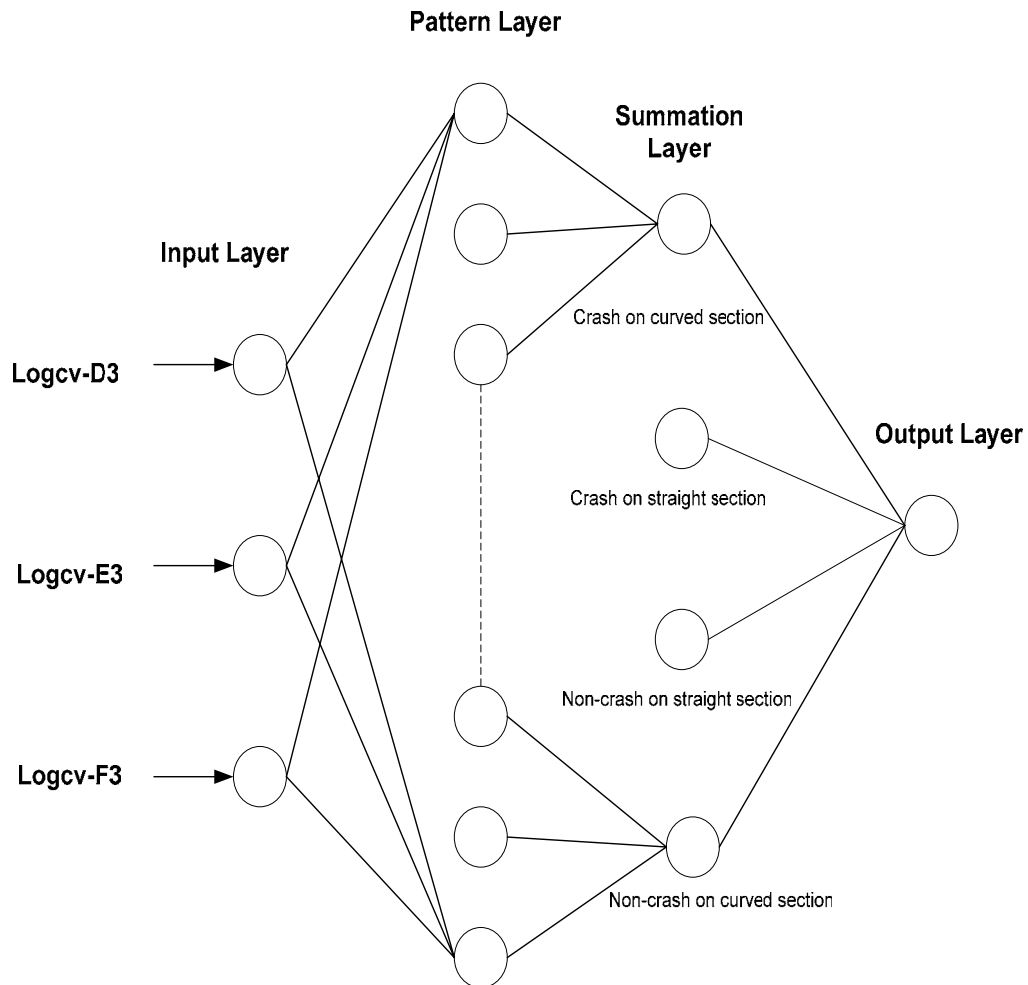 Pattern Layer
Summation
Layer
Input Layer
Crash on curved section
Logcv-D3
Output Layer
Crash on straight section
Logcv-E3
Non-crash on straight section
Logcv-F3
Non-crash on curved section